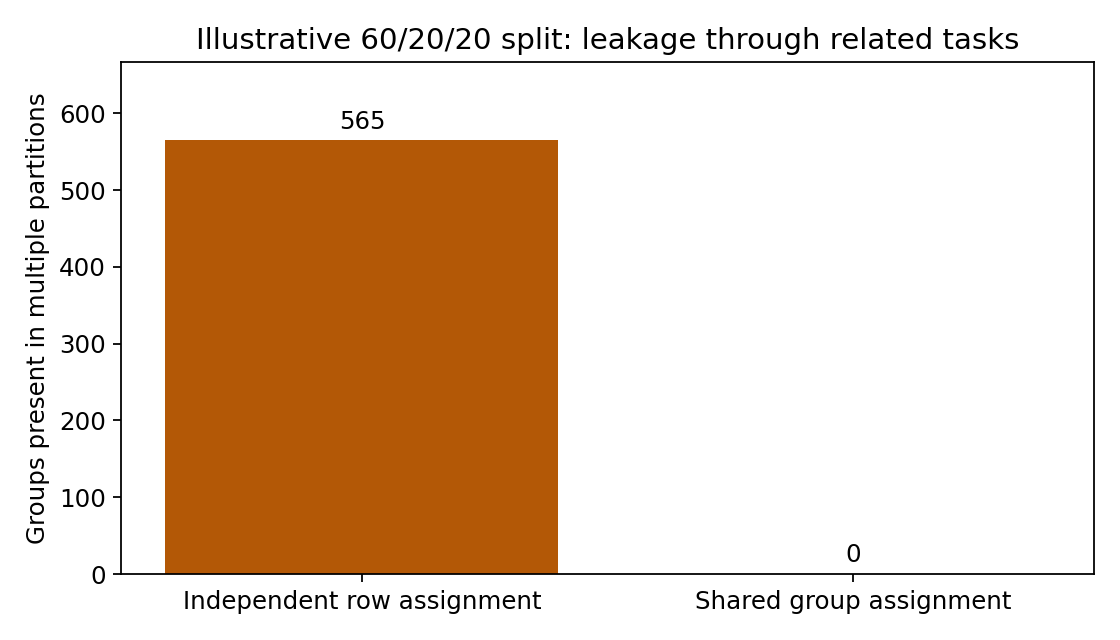 Illustrative 60/20/20 split: leakage through related tasks
Groups present in multiple partitions
600
500
400
300
200
100
0
565
0
Independent row assignment
Shared group assignment